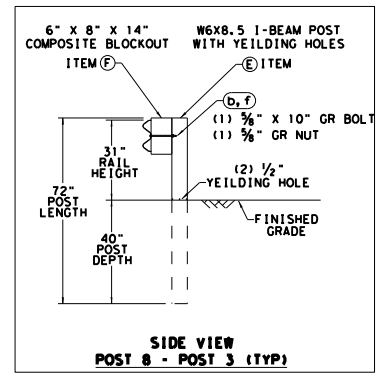 6" X 8" X 14"
COMPOSITE BLOCKOUT
ITEM F
W6X8.5 I-BEAM POST
WITH YEILDING HOLES
E ITEM
b, f
(1) 5/8" X 10" GR BOLT
(1) 5/8" GR NUT
31"
RAIL
HEIGHT
(2) 1/2"
YEILDING HOLE
72"
POST
LENGTH
40"
POST
DEPTH
FINISHED
GRADE
SIDE VIEW
POST 8 - POST 3 (TYP)